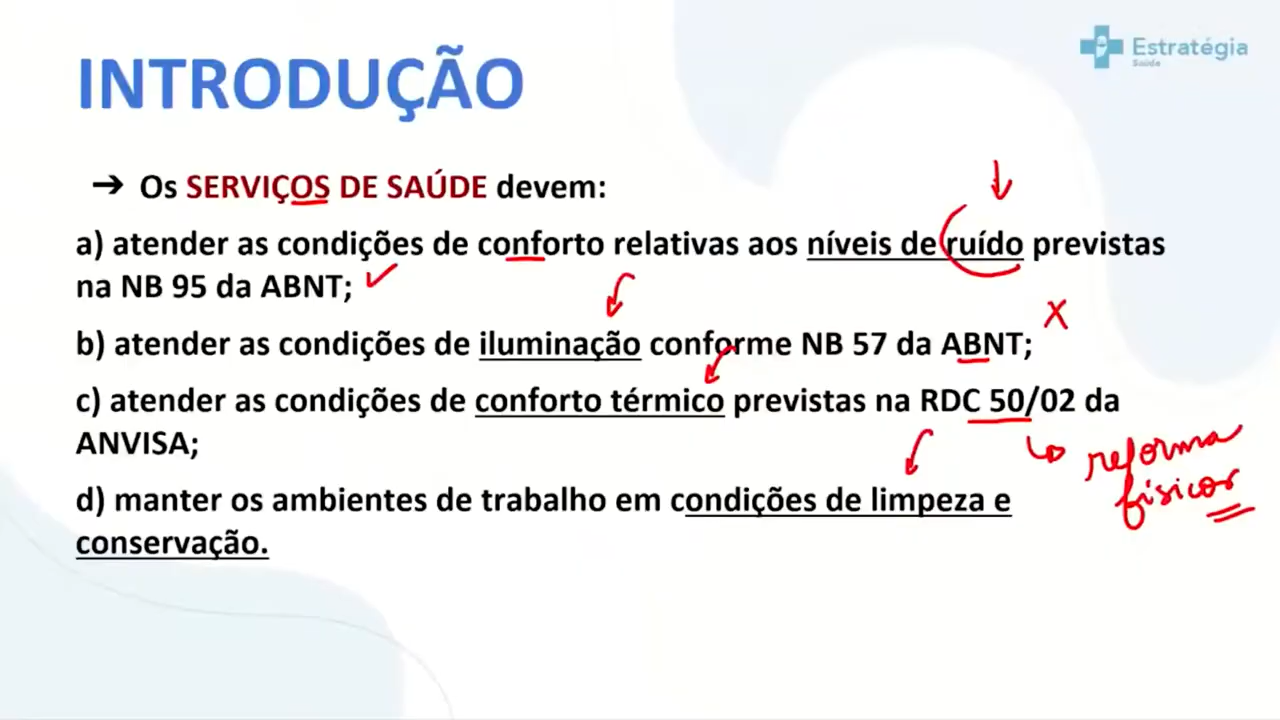 Estratégia
Saúde
INTRODUÇÃO
➔ Os SERVIÇOS DE SAÚDE devem:
a) atender as condições de conforto relativas aos níveis de ruído previstas
na NB 95 da ABNT;
b) atender as condições de iluminação conforme NB 57 da ABNT;
c) atender as condições de conforto térmico previstas na RDC 50/02 da
ANVISA;
reforma
físicos
d) manter os ambientes de trabalho em condições de limpeza e
conservação.